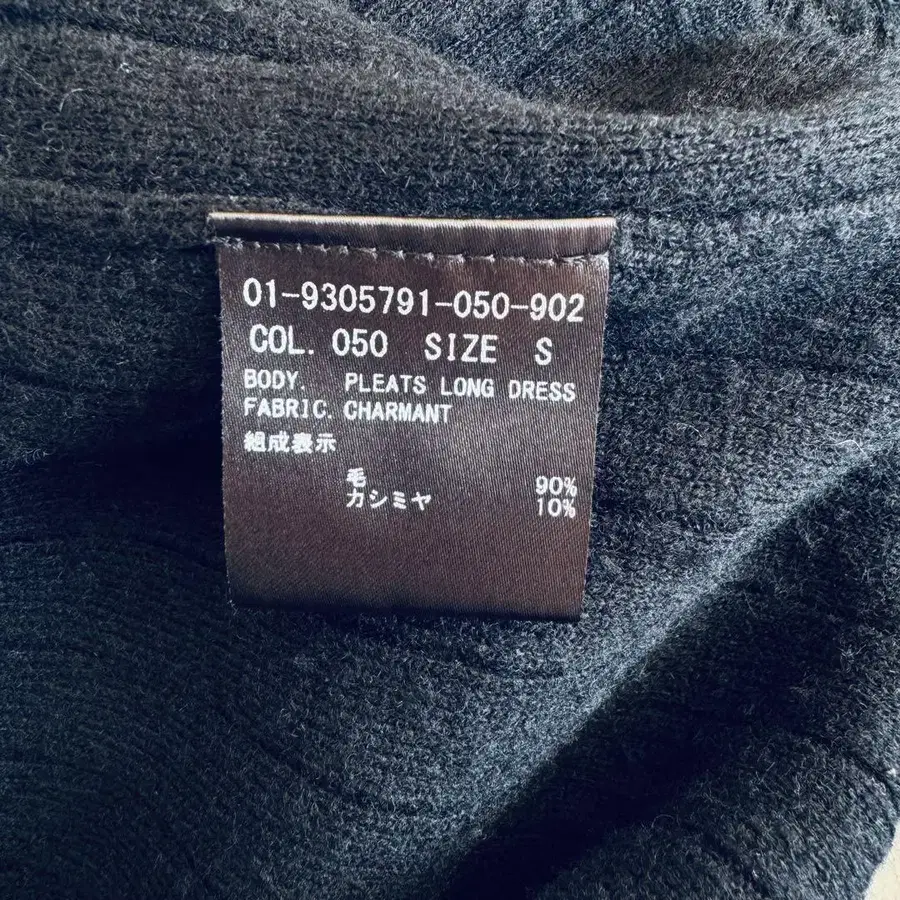 01-9305791-050-902
COL. 050 SIZE S
BODY. PLEATS LONG DRESS
FABRIC. CHARMANT
組成表示
毛 90%
カシミヤ 10%